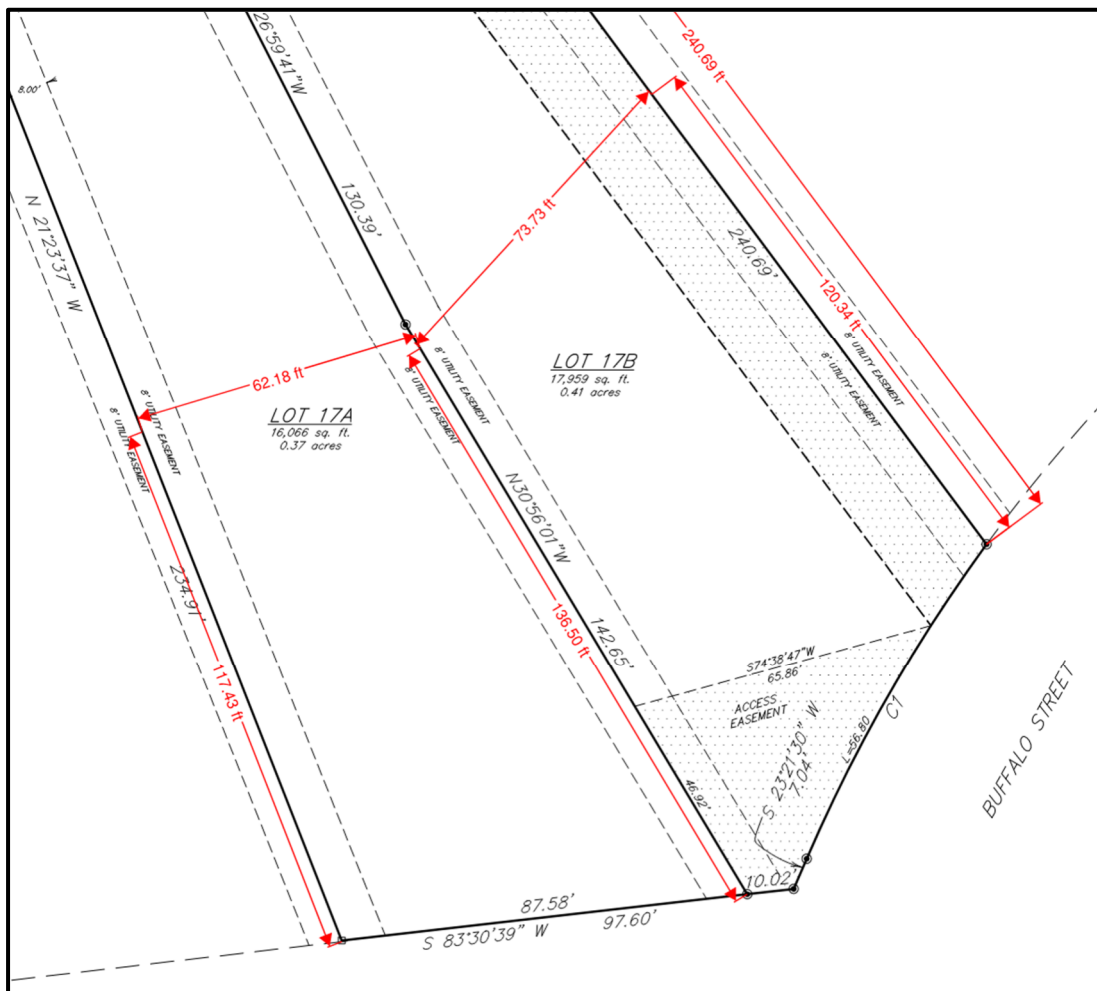 240.69 ft
26°59'41"W
8.00'
130.39'
N 21°23'37" W
73.73 ft
240.69'
120.34 ft
8' UTILITY EASEMENT
8' UTILITY EASEMENT
8' UTILITY EASEMENT
8' UTILITY EASEMENT
LOT 17B
17,959 sq. ft.
0.41 acres
62.18 ft
8' UTILITY EASEMENT
8' UTILITY EASEMENT
LOT 17A
16,066 sq. ft.
0.37 acres
N30°56'01"W
234.91'
136.50 ft
142.65'
S74°38'47"W
65.86'
117.43 ft
ACCESS
EASEMENT
S 23°21'30" W
7.04'
C1
L=56.80
BUFFALO STREET
46.92'
10.02'
87.58'
S 83°30'39" W
97.60'